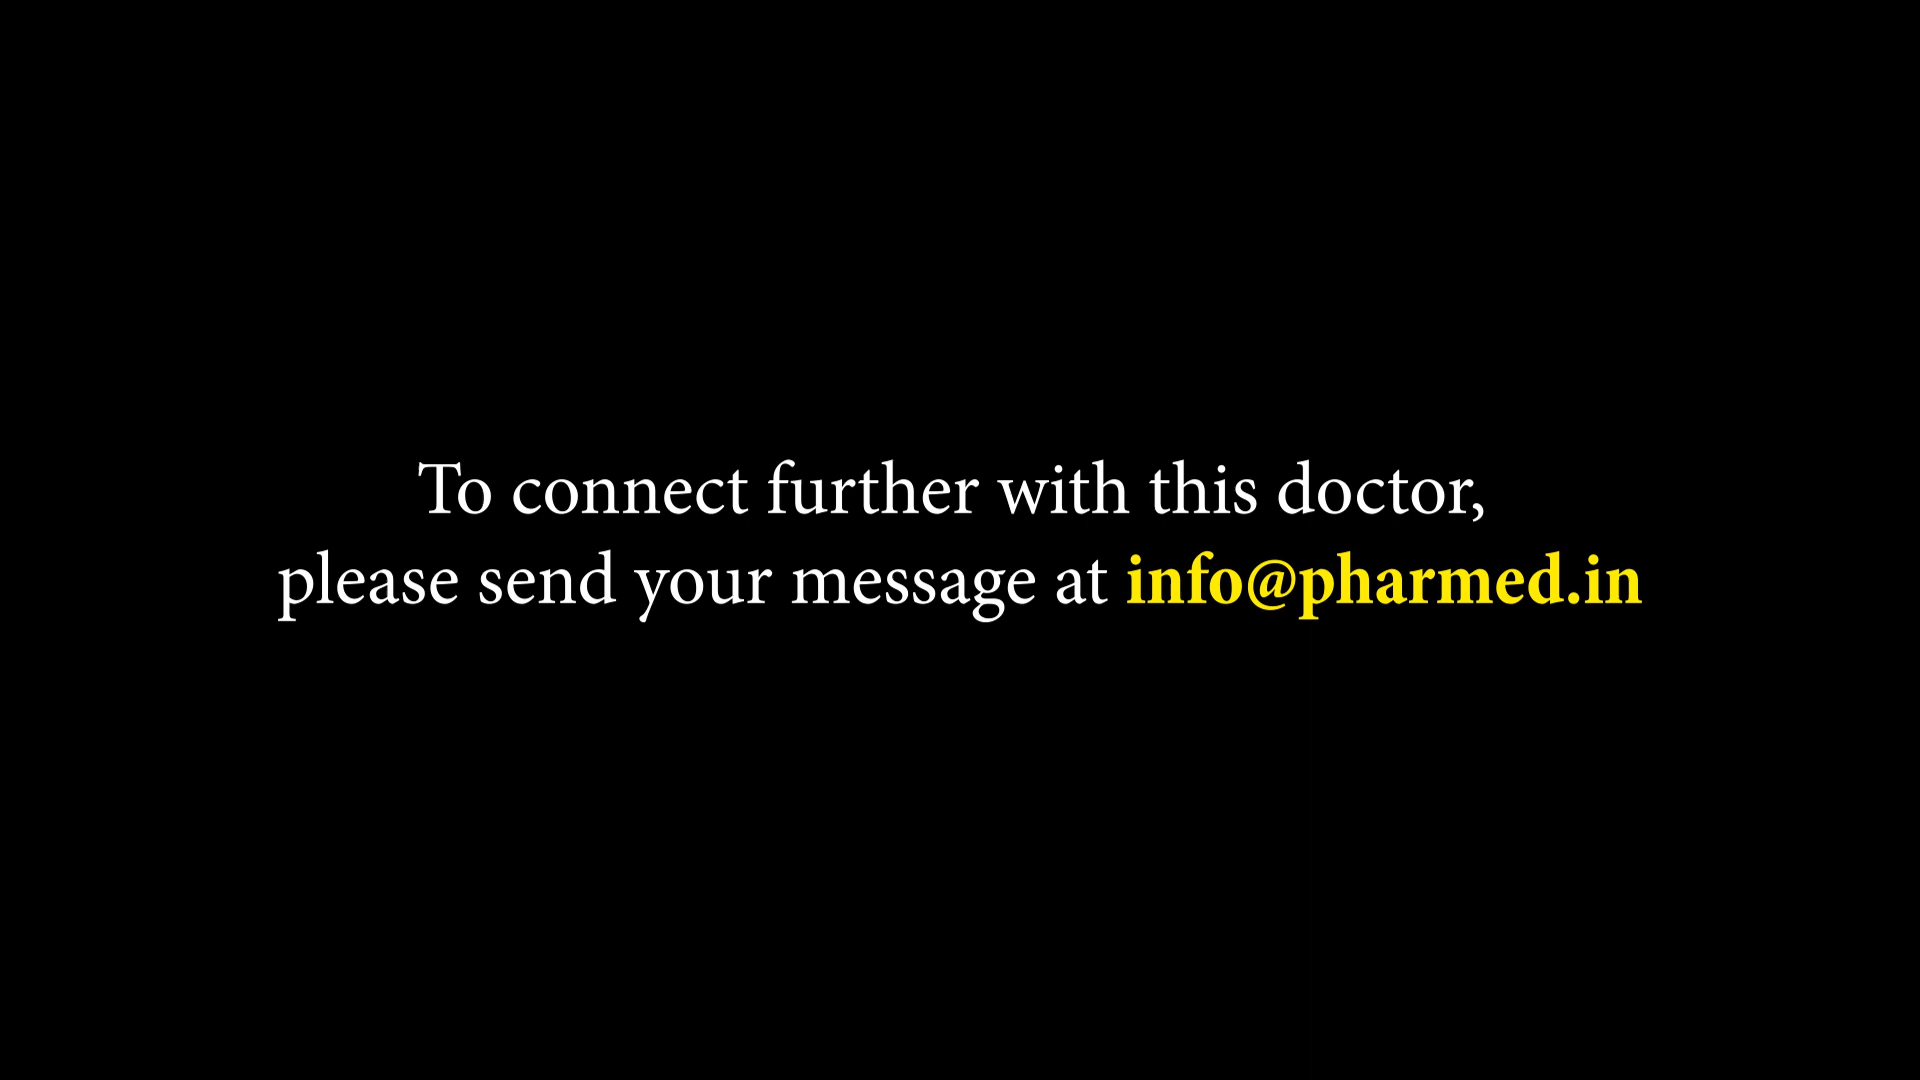 To connect further with this doctor,
please send your message at info@pharmed.in